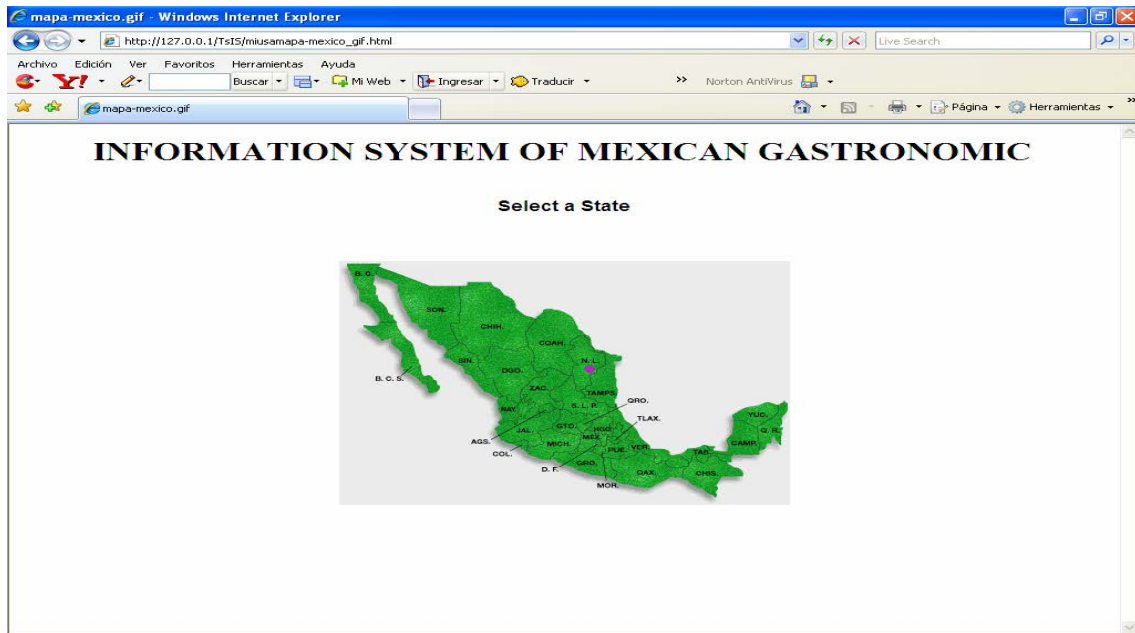 mapa-mexico.gif - Windows Internet Explorer
http://127.0.0.1/TsIS/miusamapa-mexico_gif.html
Live Search
Archivo Edición Ver Favoritos Herramientas Ayuda
Y! Buscar Mi Web Ingresar Traducir >> Norton AntiVirus
mapa-mexico.gif Página Herramientas >>
INFORMATION SYSTEM OF MEXICAN GASTRONOMIC
Select a State
B. C.
SON.
CHIH.
COAH.
SIN.
N. L.
DGO.
B. C. S.
ZAC.
TAMPS.
QRO.
NAY.
S. L. P.
TLAX.
YUC.
JAL.
GTO.
HGO.
Q. R.
AGS.
MICH.
MEX.
PUE.
VER.
CAMP.
COL.
TAB.
D. F.
GRO.
OAX.
CHIS.
MOR.